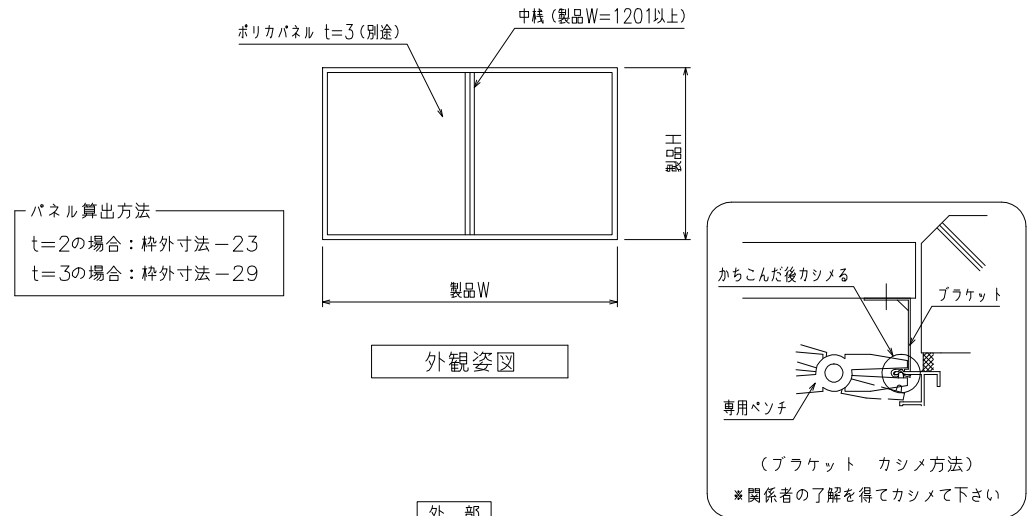 中桟（製品W=1201以上）
ポリカパネル t=3（別途）
製品H
パネル算出方法
t=2の場合：枠外寸法－23
t=3の場合：枠外寸法－29
製品W
外観姿図
かちこんだ後カシメる
ブラケット
専用ペンチ
（ブラケット　カシメ方法）
※関係者の了解を得てカシメて下さい
外　部